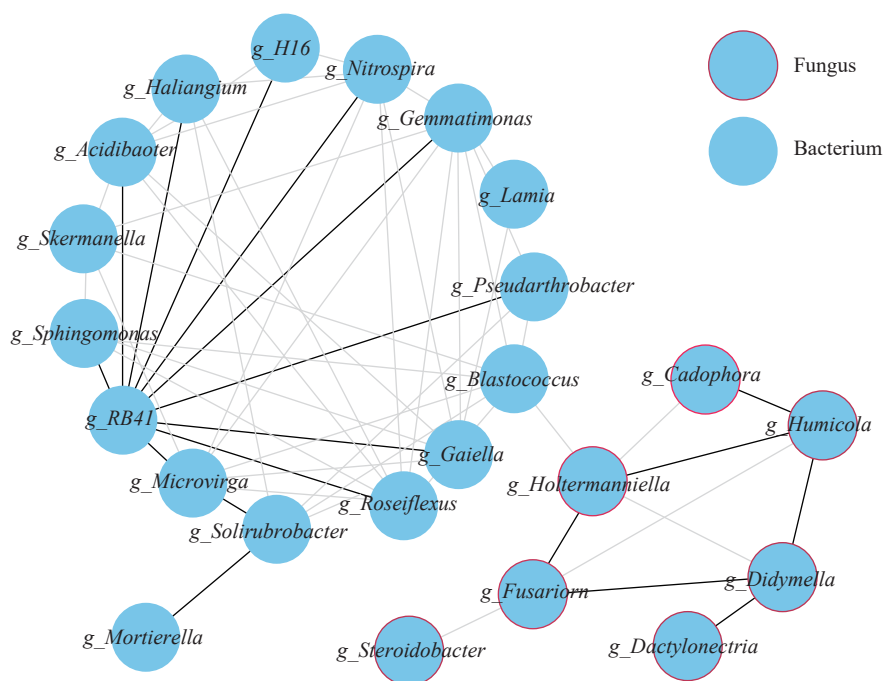 g_H16
g_Nitrospira
Fungus
g_Haliangium
g_Gemmatimonas
g_Acidibaoter
Bacterium
g_Lamia
g_Skermanella
g_Pseudarthrobacter
g_Sphingomonas
g_Blastococcus
g_Cadophora
g_RB41
g_Humicola
g_Gaiella
g_Microvirga
g_Holtermanniella
g_Roseiflexus
g_Solirubrobacter
g_Didymella
g_Fusariorn
g_Mortierella
g_Steroidobacter
g_Dactylonectria